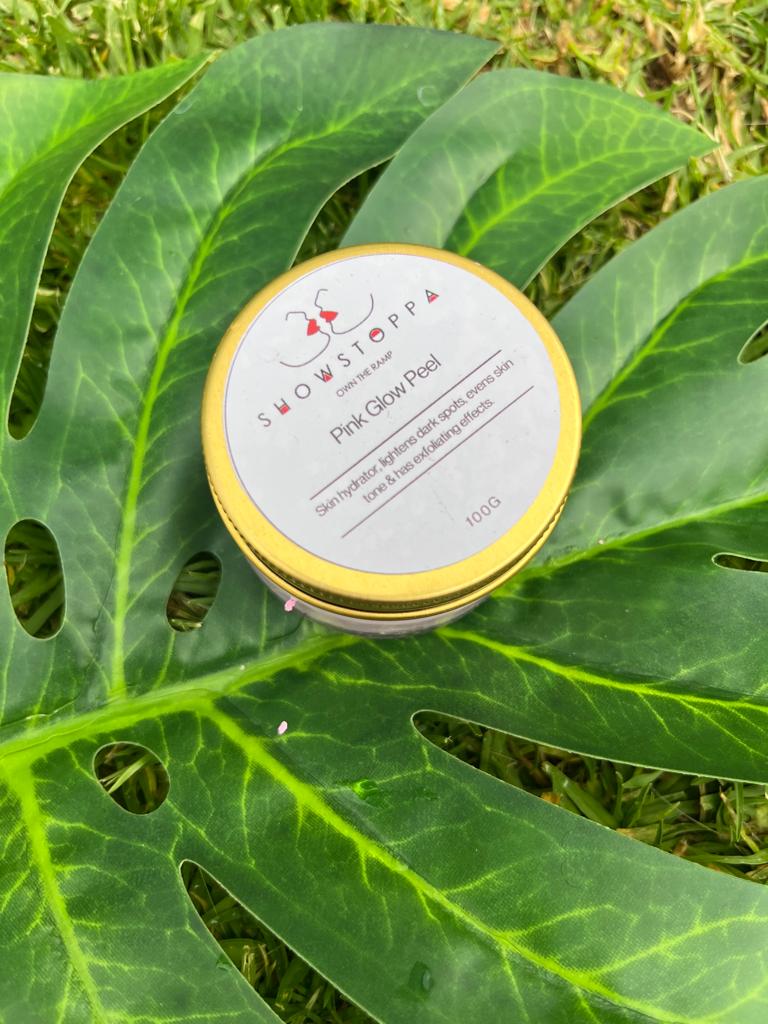 SHOWSTOPPA
OWN THE RAMP
Pink Glow Peel
Skin hydrator, lightens dark spots, evens skin
tone & has exfoliating effects.
100G